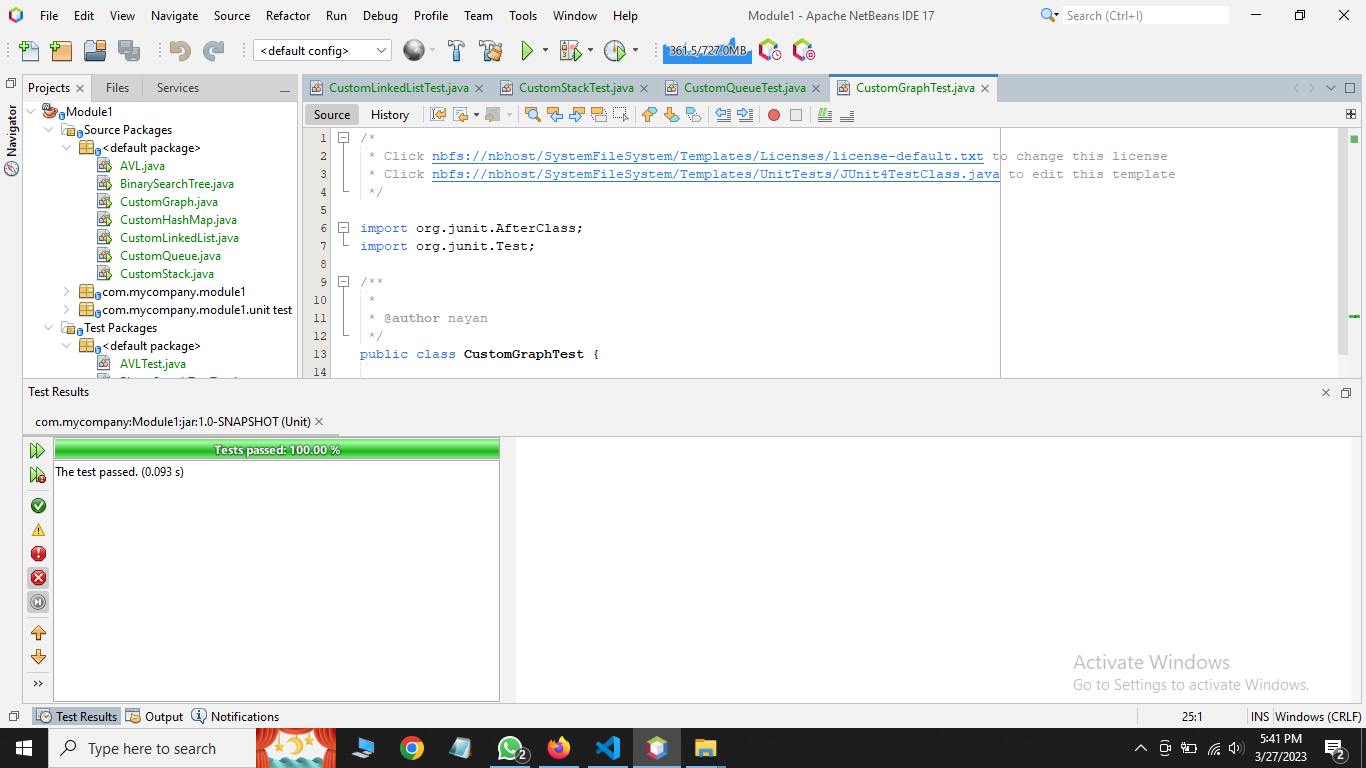 File Edit View Navigate Source Refactor Run Debug Profile Team Tools Window Help
Module1 - Apache NetBeans IDE 17
Search (Ctrl+I)
<default config>
361.5/727.0MB
Projects Files Services
CustomLinkedListTest.java CustomStackTest.java CustomQueueTest.java CustomGraphTest.java
Navigator
Source History
Module1
Source Packages
<default package>
AVL.java
BinarySearchTree.java
CustomGraph.java
CustomHashMap.java
CustomLinkedList.java
CustomQueue.java
CustomStack.java
com.mycompany.module1
com.mycompany.module1.unit test
Test Packages
<default package>
AVLTest.java
1 /*
2 * Click nbfs://nbhost/SystemFileSystem/Templates/Licenses/license-default.txt to change this license
3 * Click nbfs://nbhost/SystemFileSystem/Templates/UnitTests/JUnit4TestClass.java to edit this template
4 */
5
6 import org.junit.AfterClass;
7 import org.junit.Test;
8
9 /**
10 *
11 * @author nayan
12 */
13 public class CustomGraphTest {
14
Test Results
com.mycompany:Module1:jar:1.0-SNAPSHOT (Unit)
Tests passed: 100.00 %
The test passed. (0.093 s)
Activate Windows
Go to Settings to activate Windows.
Test Results Output Notifications
25:1 INS Windows (CRLF)
Type here to search
2
5:41 PM
3/27/2023
2